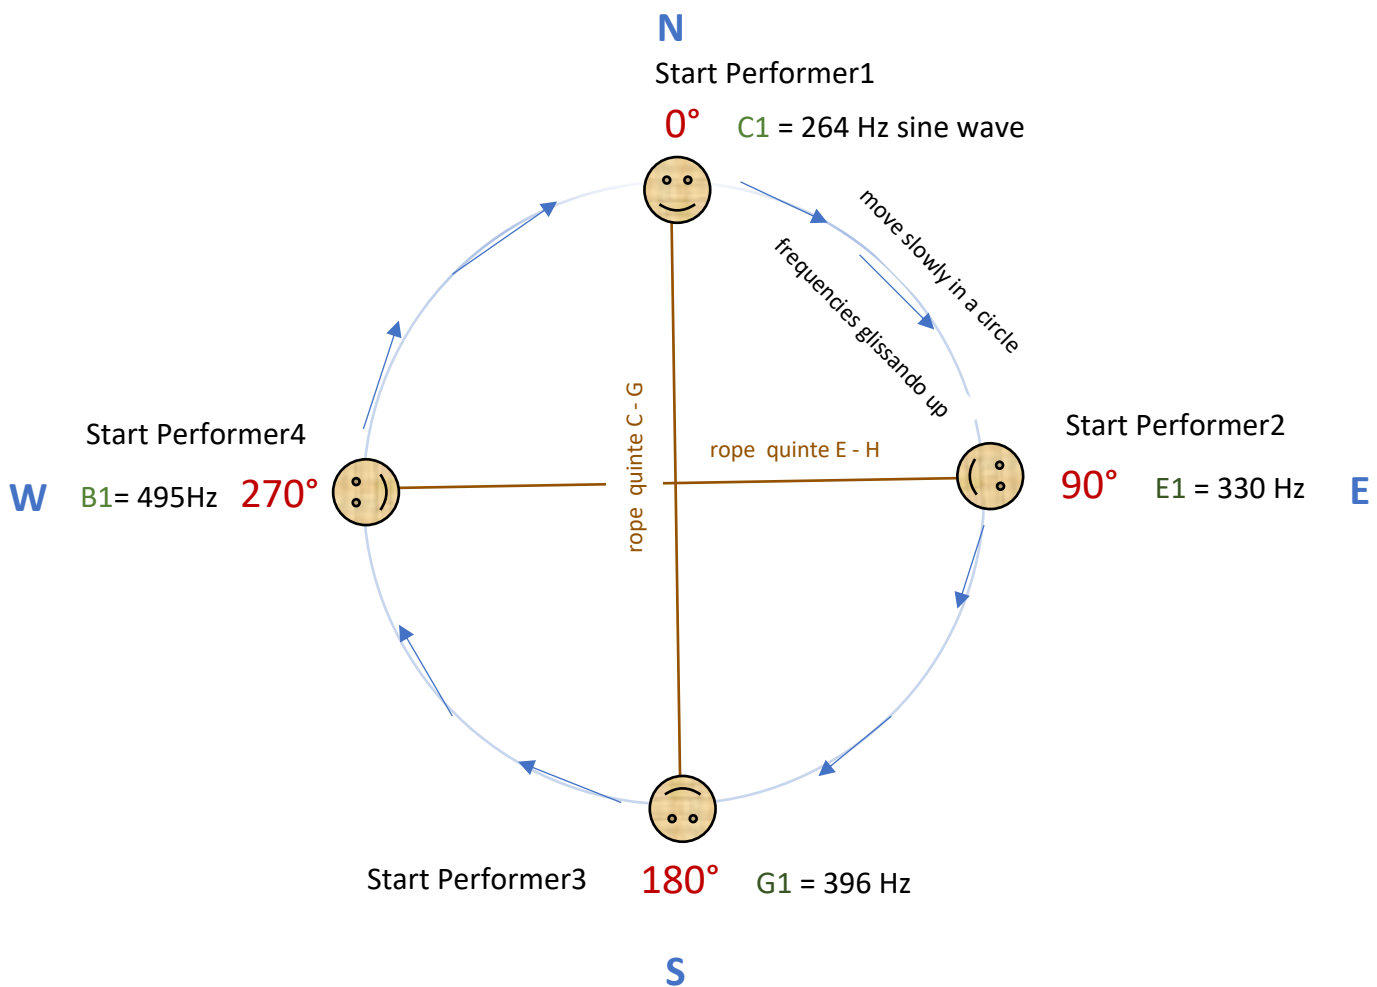 N
Start Performer1
0° C1 = 264 Hz sine wave
move slowly in a circle
frequencies glissando up
rope quinte C - G
rope quinte E - H
Start Performer4
W B1= 495Hz 270°
Start Performer2
90° E1 = 330 Hz E
Start Performer3 180° G1 = 396 Hz
S